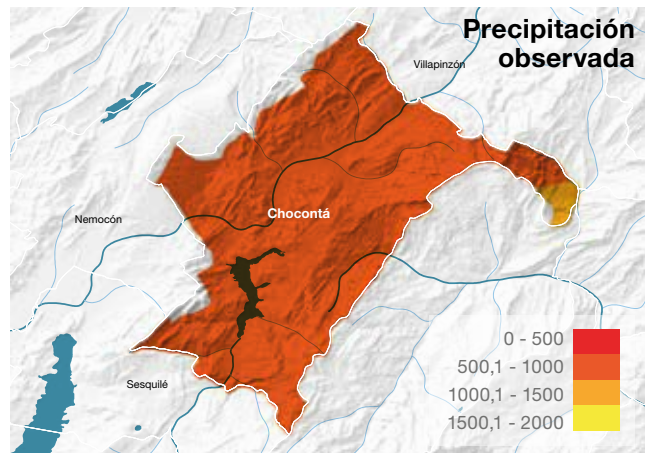 Precipitación
observada
Villapinzón
Nemocón
Chocontá
Sesquilé
0 - 500
500,1 - 1000
1000,1 - 1500
1500,1 - 2000